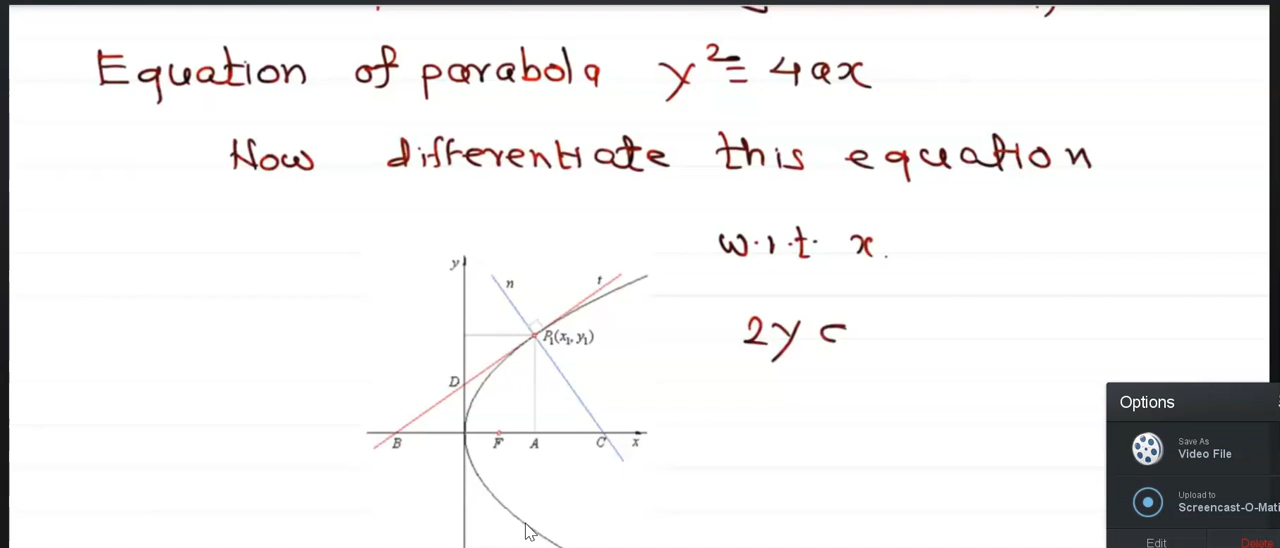 Equation of parabola y² = 4ax
Now differentiate this equation
w.r.t. x.
2y
y
n
t
P₁(x₁, y₁)
D
B
F
A
C
x
Options
Save As
Video File
Upload to
Screencast-O-Mati
Edit
Delete